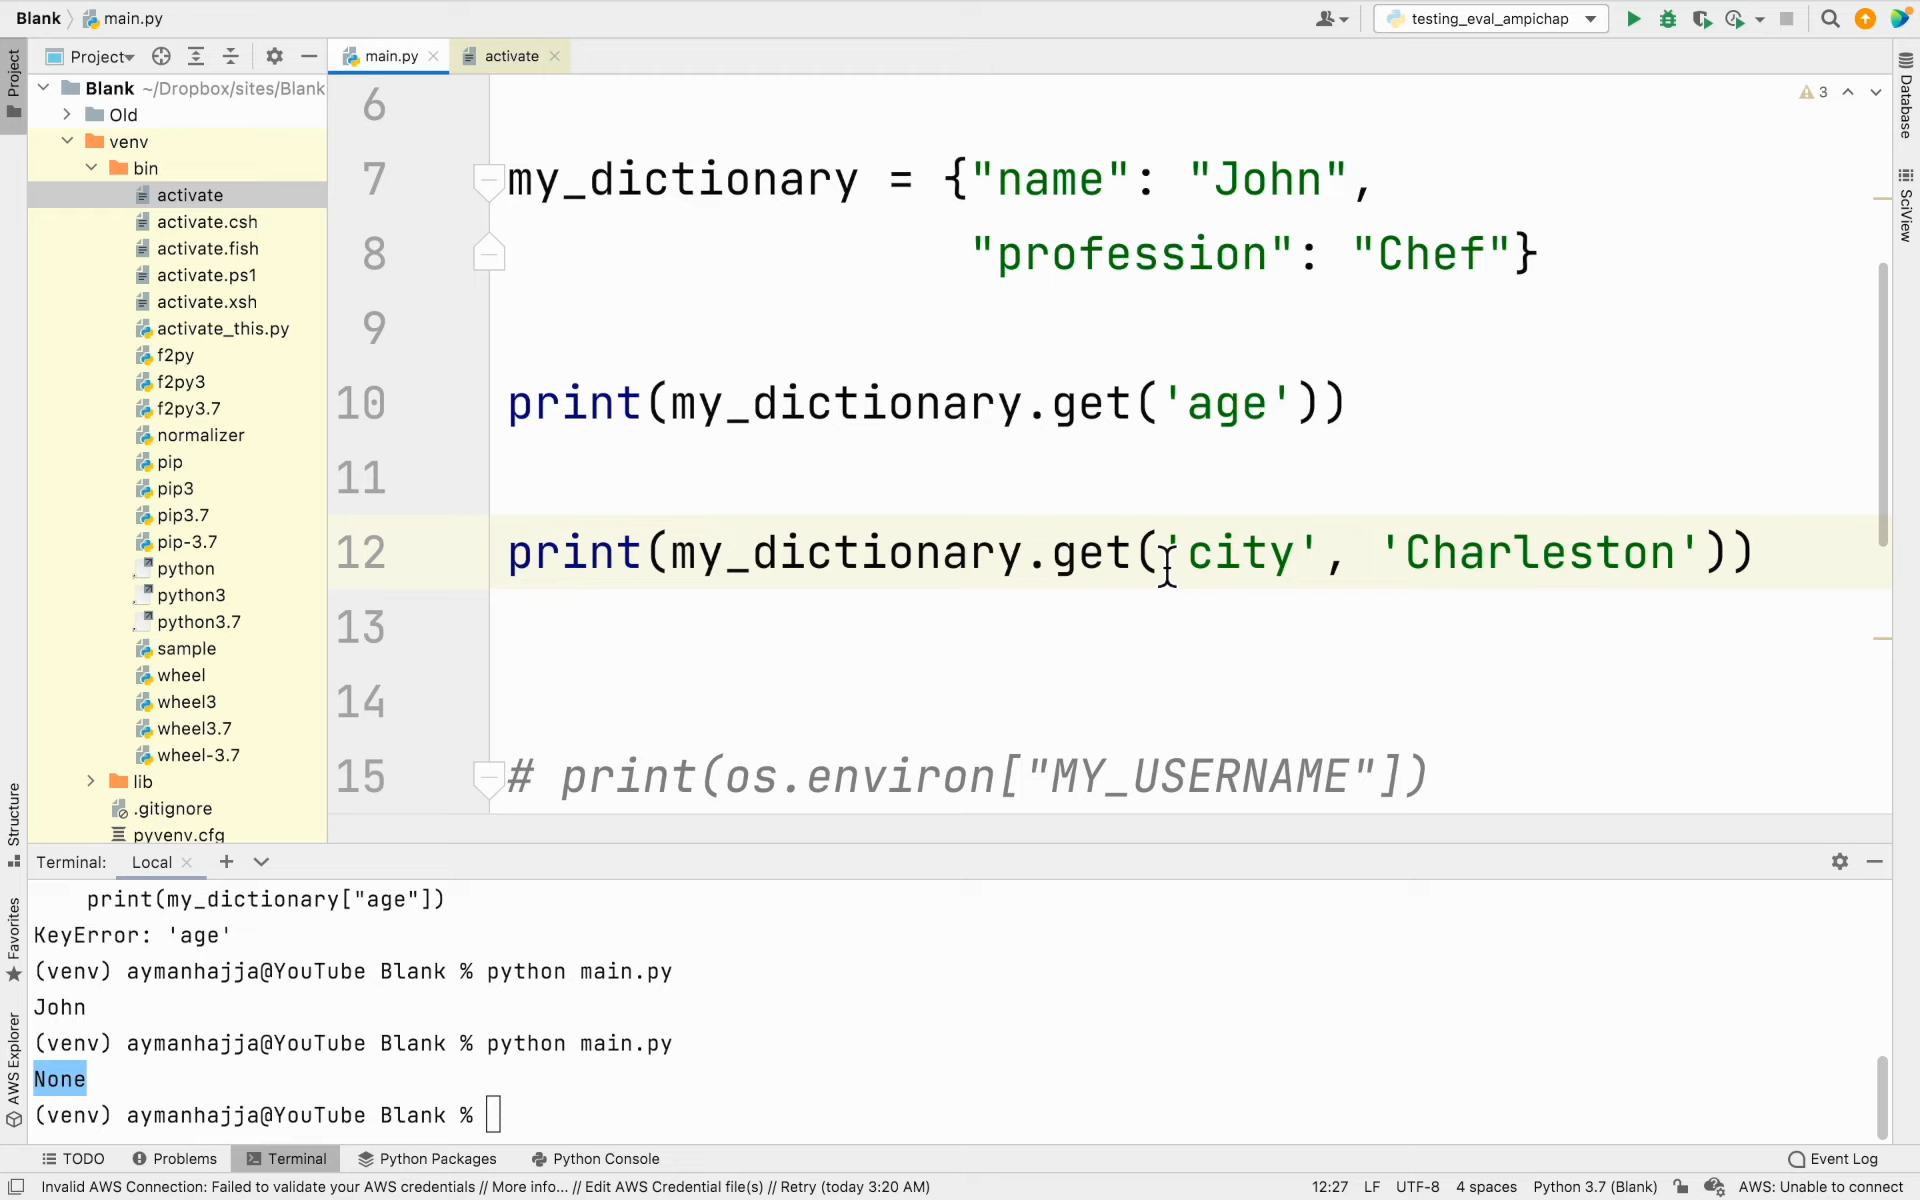 Blank
main.py
testing_eval_ampichap
Project
Project
main.py
activate
Blank ~/Dropbox/sites/Blank
Old
venv
bin
activate
activate.csh
activate.fish
activate.ps1
activate.xsh
activate_this.py
f2py
f2py3
f2py3.7
normalizer
pip
pip3
pip3.7
pip-3.7
python
python3
python3.7
sample
wheel
wheel3
wheel3.7
wheel-3.7
lib
.gitignore
pyvenv.cfg
Structure
Favorites
AWS Explorer
3
Database
SciView
6
7 my_dictionary = {"name": "John",
8 "profession": "Chef"}
9
10 print(my_dictionary.get('age'))
11
12 print(my_dictionary.get('city', 'Charleston'))
13
14
15 # print(os.environ["MY_USERNAME"])
Terminal: Local
print(my_dictionary["age"])
KeyError: 'age'
(venv) aymanhajja@YouTube Blank % python main.py
John
(venv) aymanhajja@YouTube Blank % python main.py
None
(venv) aymanhajja@YouTube Blank %
TODO Problems Terminal Python Packages Python Console Event Log
Invalid AWS Connection: Failed to validate your AWS credentials // More info... // Edit AWS Credential file(s) // Retry (today 3:20 AM) 12:27 LF UTF-8 4 spaces Python 3.7 (Blank) AWS: Unable to connect